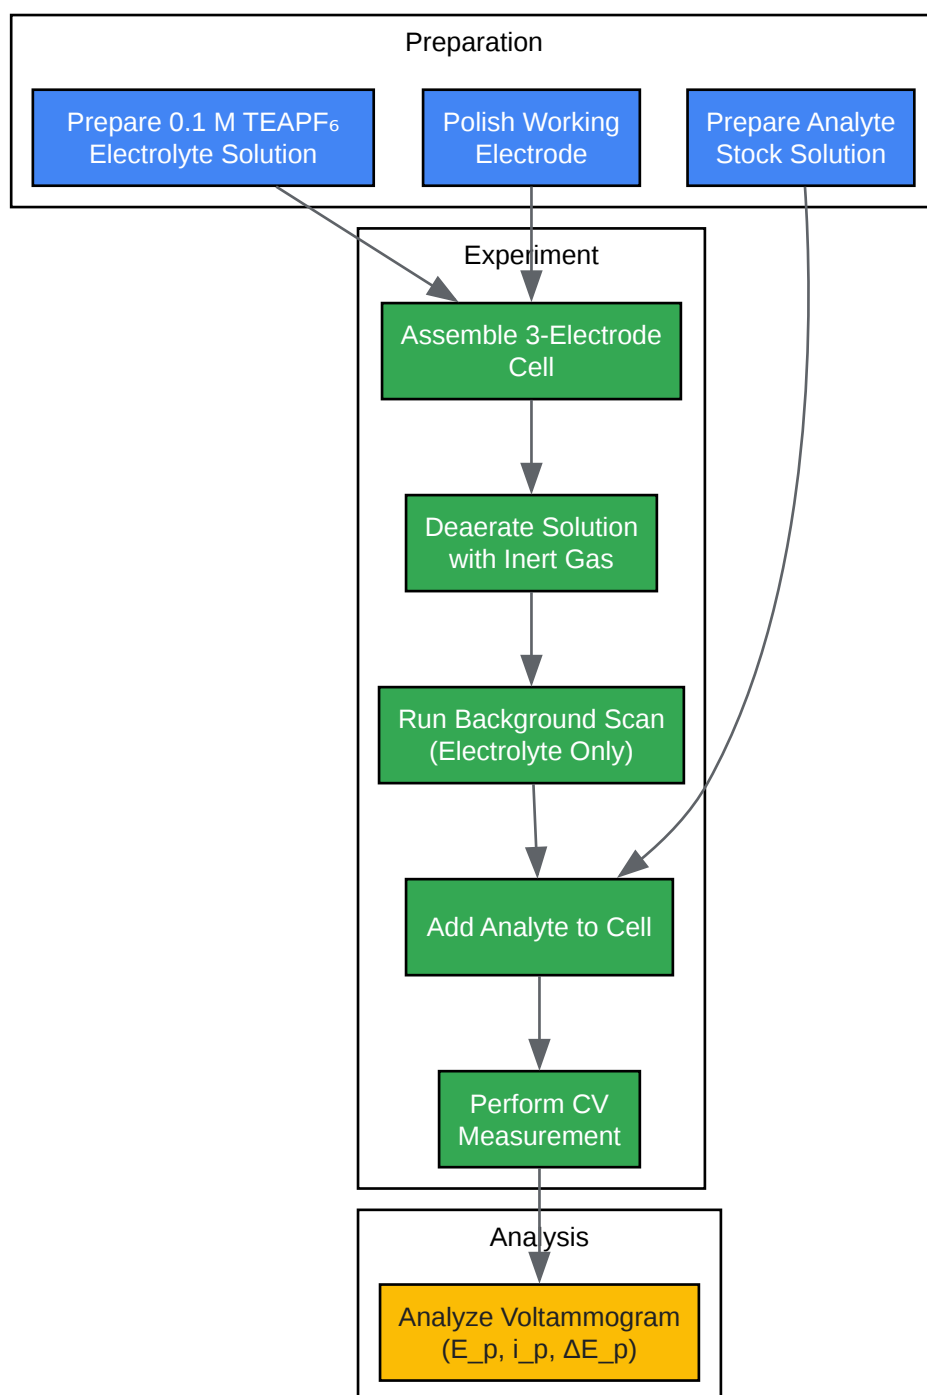 Preparation
Prepare 0.1 M TEAPF₆
Electrolyte Solution
Polish Working
Electrode
Prepare Analyte
Stock Solution
Experiment
Assemble 3-Electrode
Cell
Deaerate Solution
with Inert Gas
Run Background Scan
(Electrolyte Only)
Add Analyte to Cell
Perform CV
Measurement
Analysis
Analyze Voltammogram
(E_p, i_p, ΔE_p)